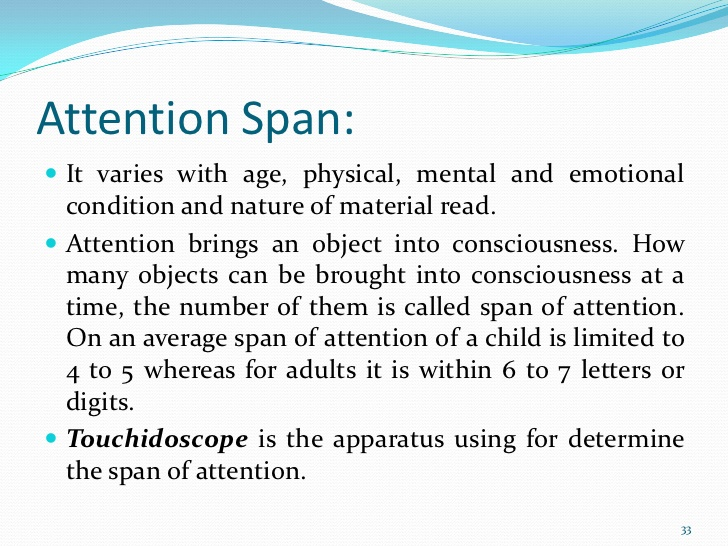 Attention Span:
• It varies with age, physical, mental and emotional
condition and nature of material read.
• Attention brings an object into consciousness. How
many objects can be brought into consciousness at a
time, the number of them is called span of attention.
On an average span of attention of a child is limited to
4 to 5 whereas for adults it is within 6 to 7 letters or
digits.
• Touchidoscope is the apparatus using for determine
the span of attention.
33